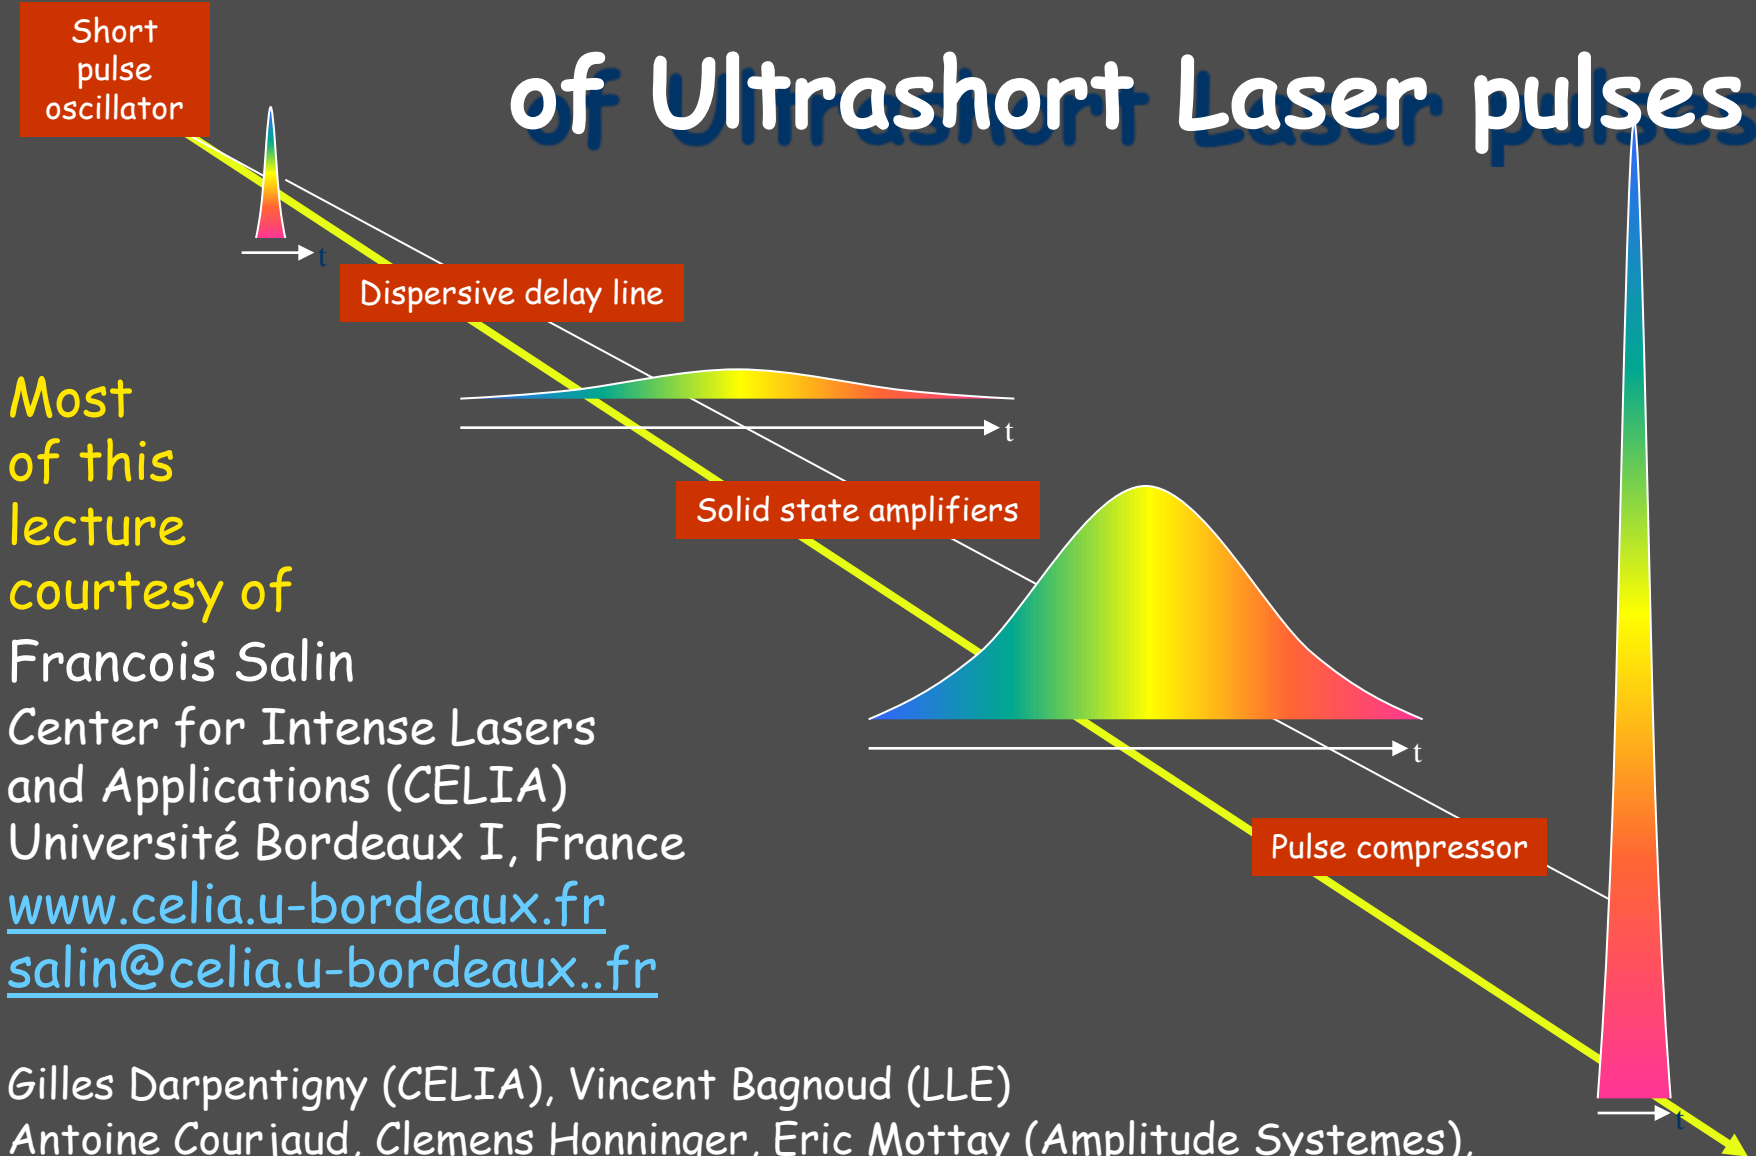 Short
pulse
oscillator
of Ultrashort Laser pulses
t
Dispersive delay line
t
Most
of this
lecture
courtesy of
Solid state amplifiers
Francois Salin
Center for Intense Lasers
and Applications (CELIA)
Université Bordeaux I, France
t
Pulse compressor
www.celia.u-bordeaux.fr
salin@celia.u-bordeaux..fr
Gilles Darpentigny (CELIA), Vincent Bagnoud (LLE)
t
Antoine Courjaud, Clemens Honninger, Eric Mottay (Amplitude Systemes),